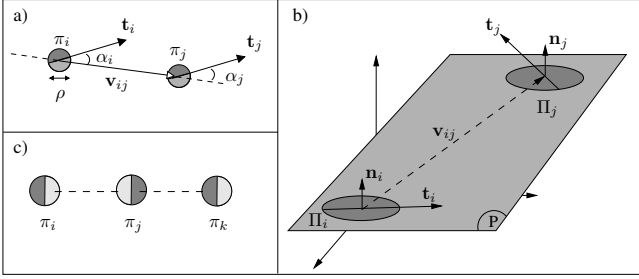 a)
π_i
α_i
t_i
v_ij
π_j
α_j
t_j
ρ
b)
t_j
n_j
Π_j
v_ij
n_i
t_i
Π_i
P
c)
π_i
π_j
π_k